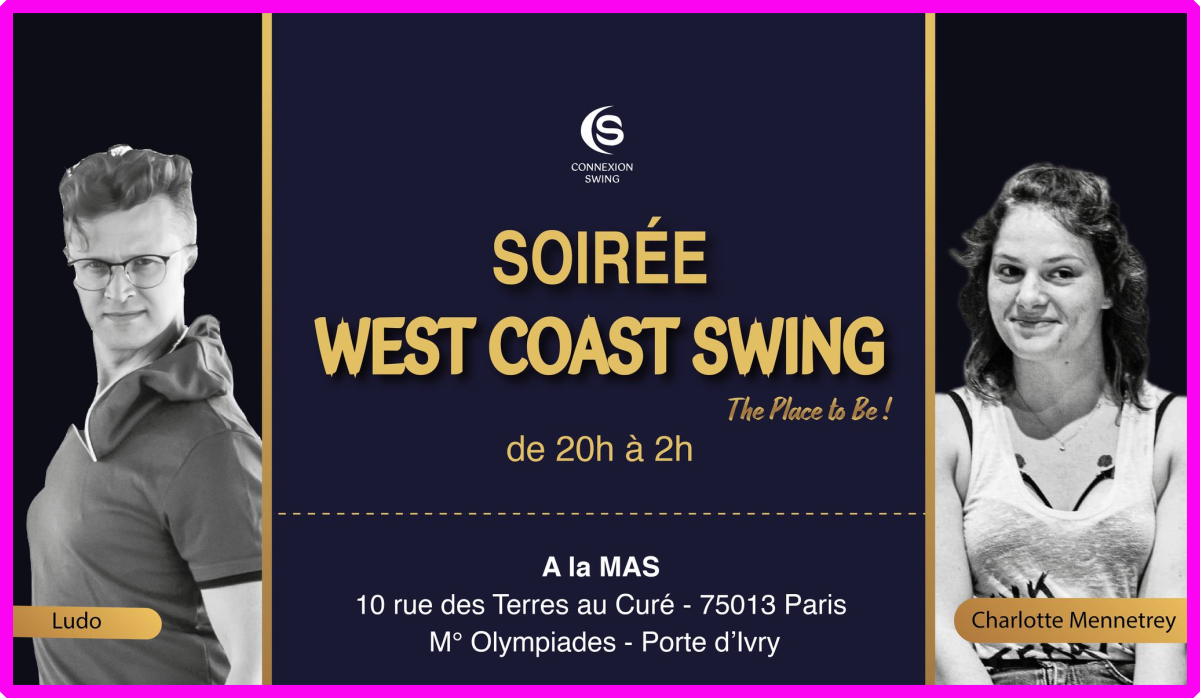 CONNEXION
SWING
SOIRÉE
WEST COAST SWING
The Place to Be !
de 20h à 2h
A la MAS
10 rue des Terres au Curé - 75013 Paris
M° Olympiades - Porte d'Ivry
Ludo
Charlotte Mennetrey